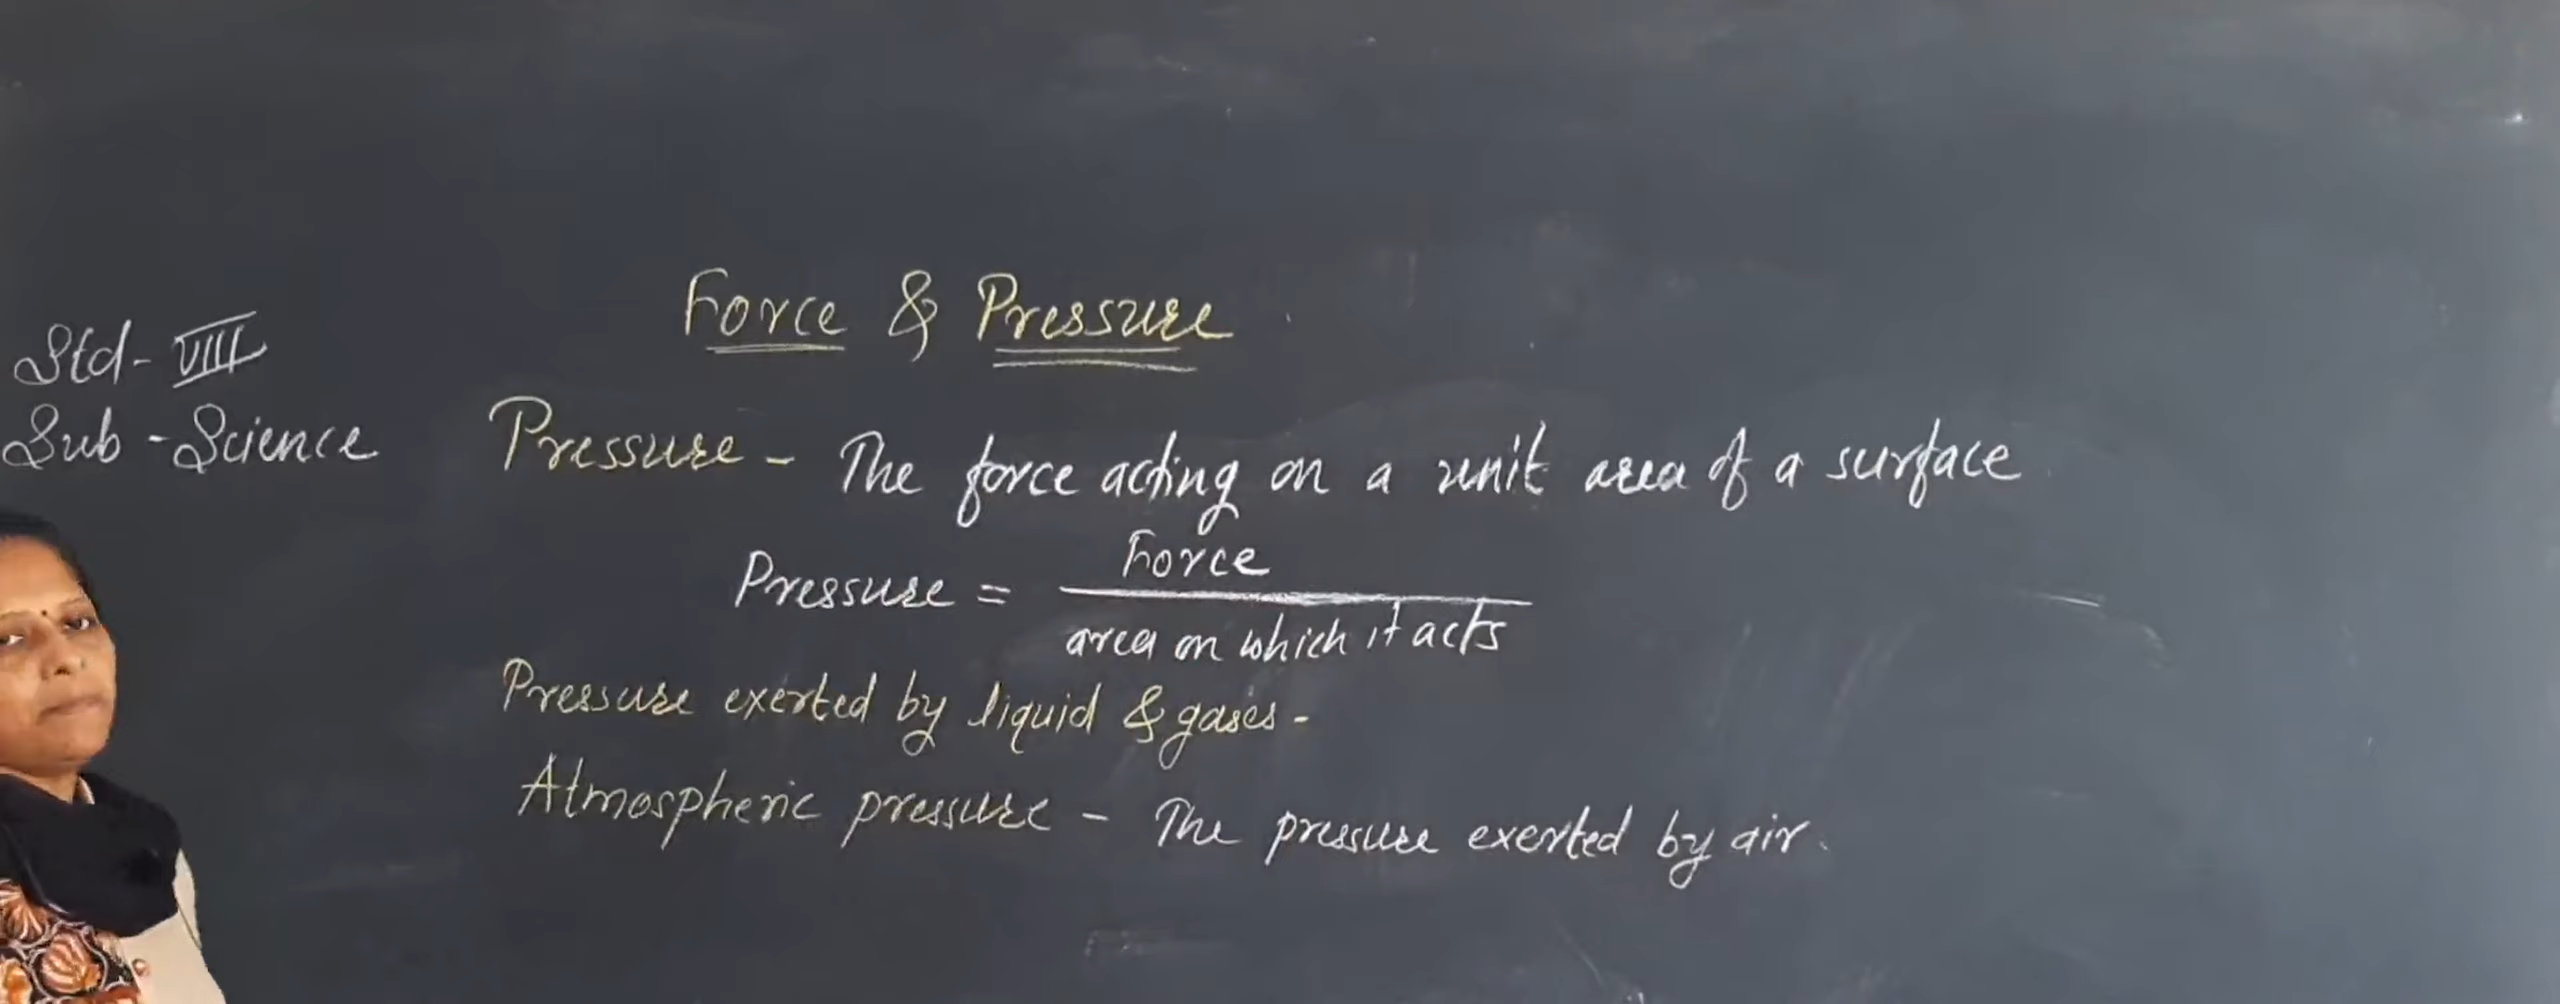 Force & Pressure
Std - VIII
Sub - Science
Pressure - The force acting on a unit area of a surface
Pressure = Force
area on which it acts
Pressure exerted by liquid & gases -
Atmospheric pressure - The pressure exerted by air.